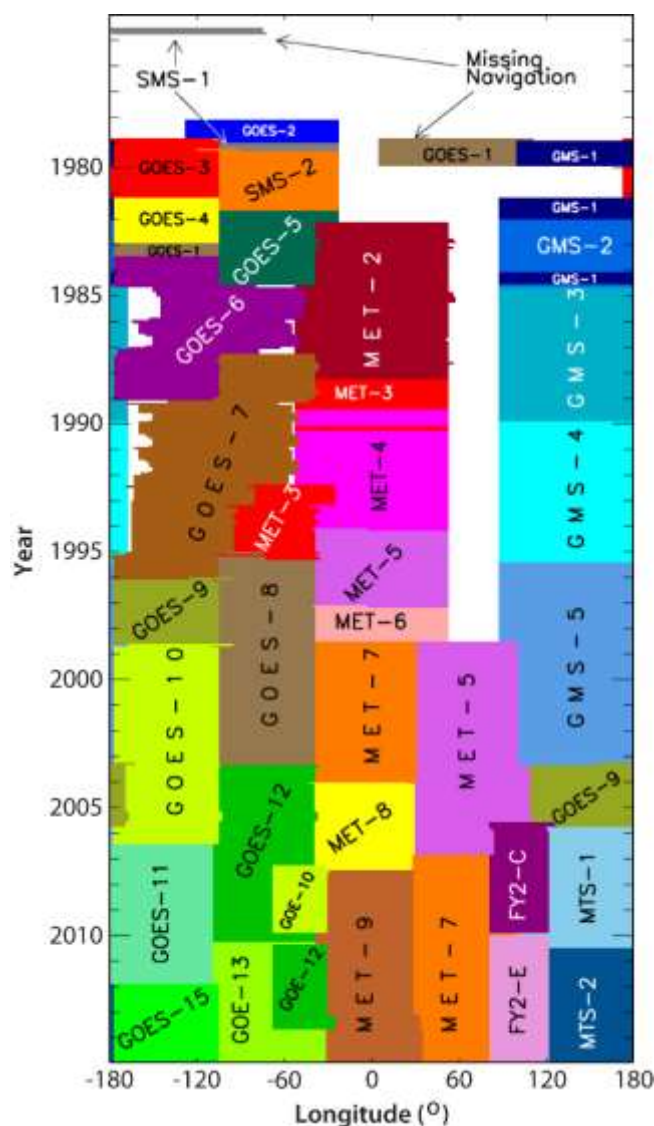 Missing
Navigation
SMS-1
GOES-2
GOES-1
GMS-1
GOES-3
SMS-2
GMS-1
GOES-4
GOES-5
GMS-2
GOES-1
GMS-1
GOES-6
MET-2
GMS-3
MET-3
GOES-7
MET-4
GMS-4
MET-3
MET-5
GOES-9
GOES-8
MET-6
GMS-5
GOES-10
MET-7
MET-5
GOES-12
MET-8
GOES-9
GOES-11
GOE-10
FY2-C
MTS-1
GOE-13
GOE-12
MET-9
MET-7
GOES-15
FY2-E
MTS-2
Year
1980
1985
1990
1995
2000
2005
2010
-180 -120 -60 0 60 120 180
Longitude (O)